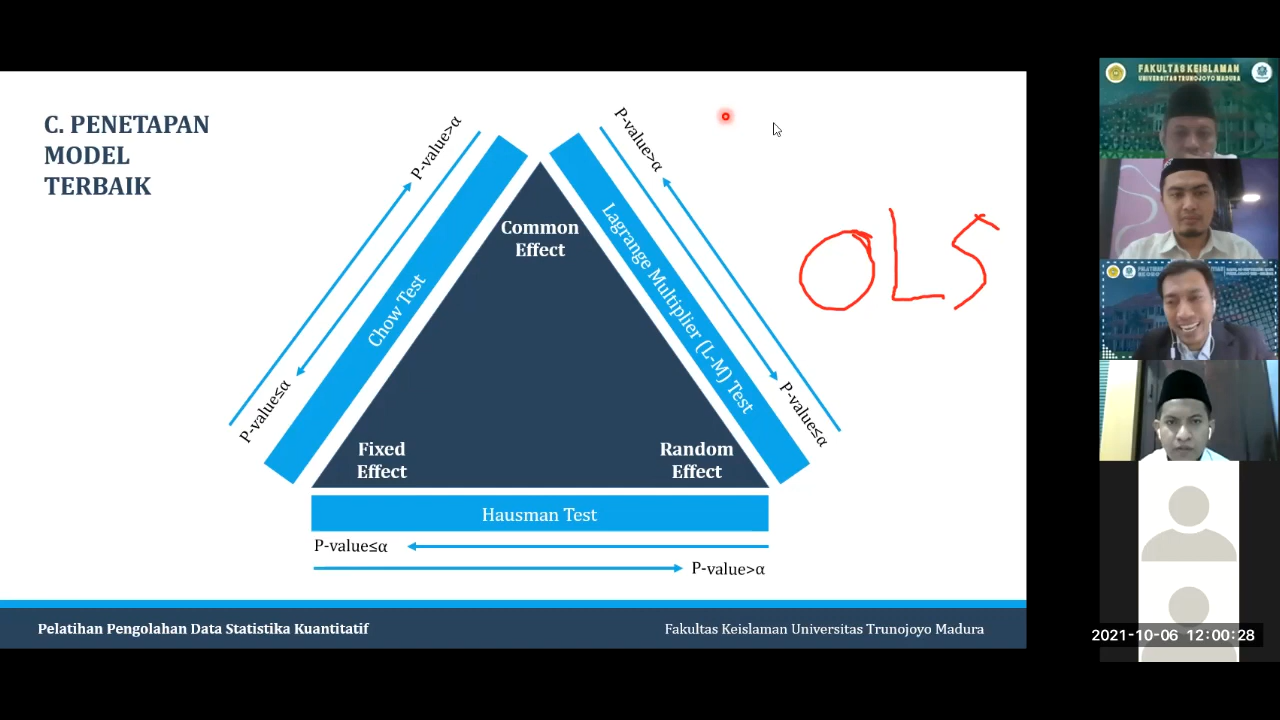 C. PENETAPAN
MODEL
TERBAIK
P-value>α
P-value≤α
Chow Test
Common
Effect
Fixed
Effect
Random
Effect
P-value>α
P-value≤α
Lagrange Multiplier (L-M) Test
OLS
Hausman Test
P-value≤α
P-value>α
Pelatihan Pengolahan Data Statistika Kuantitatif
Fakultas Keislaman Universitas Trunojoyo Madura
FAKULTAS KEISLAMAN
UNIVERSITAS TRUNOJOYO MADURA
2021-10-06 12:00:28